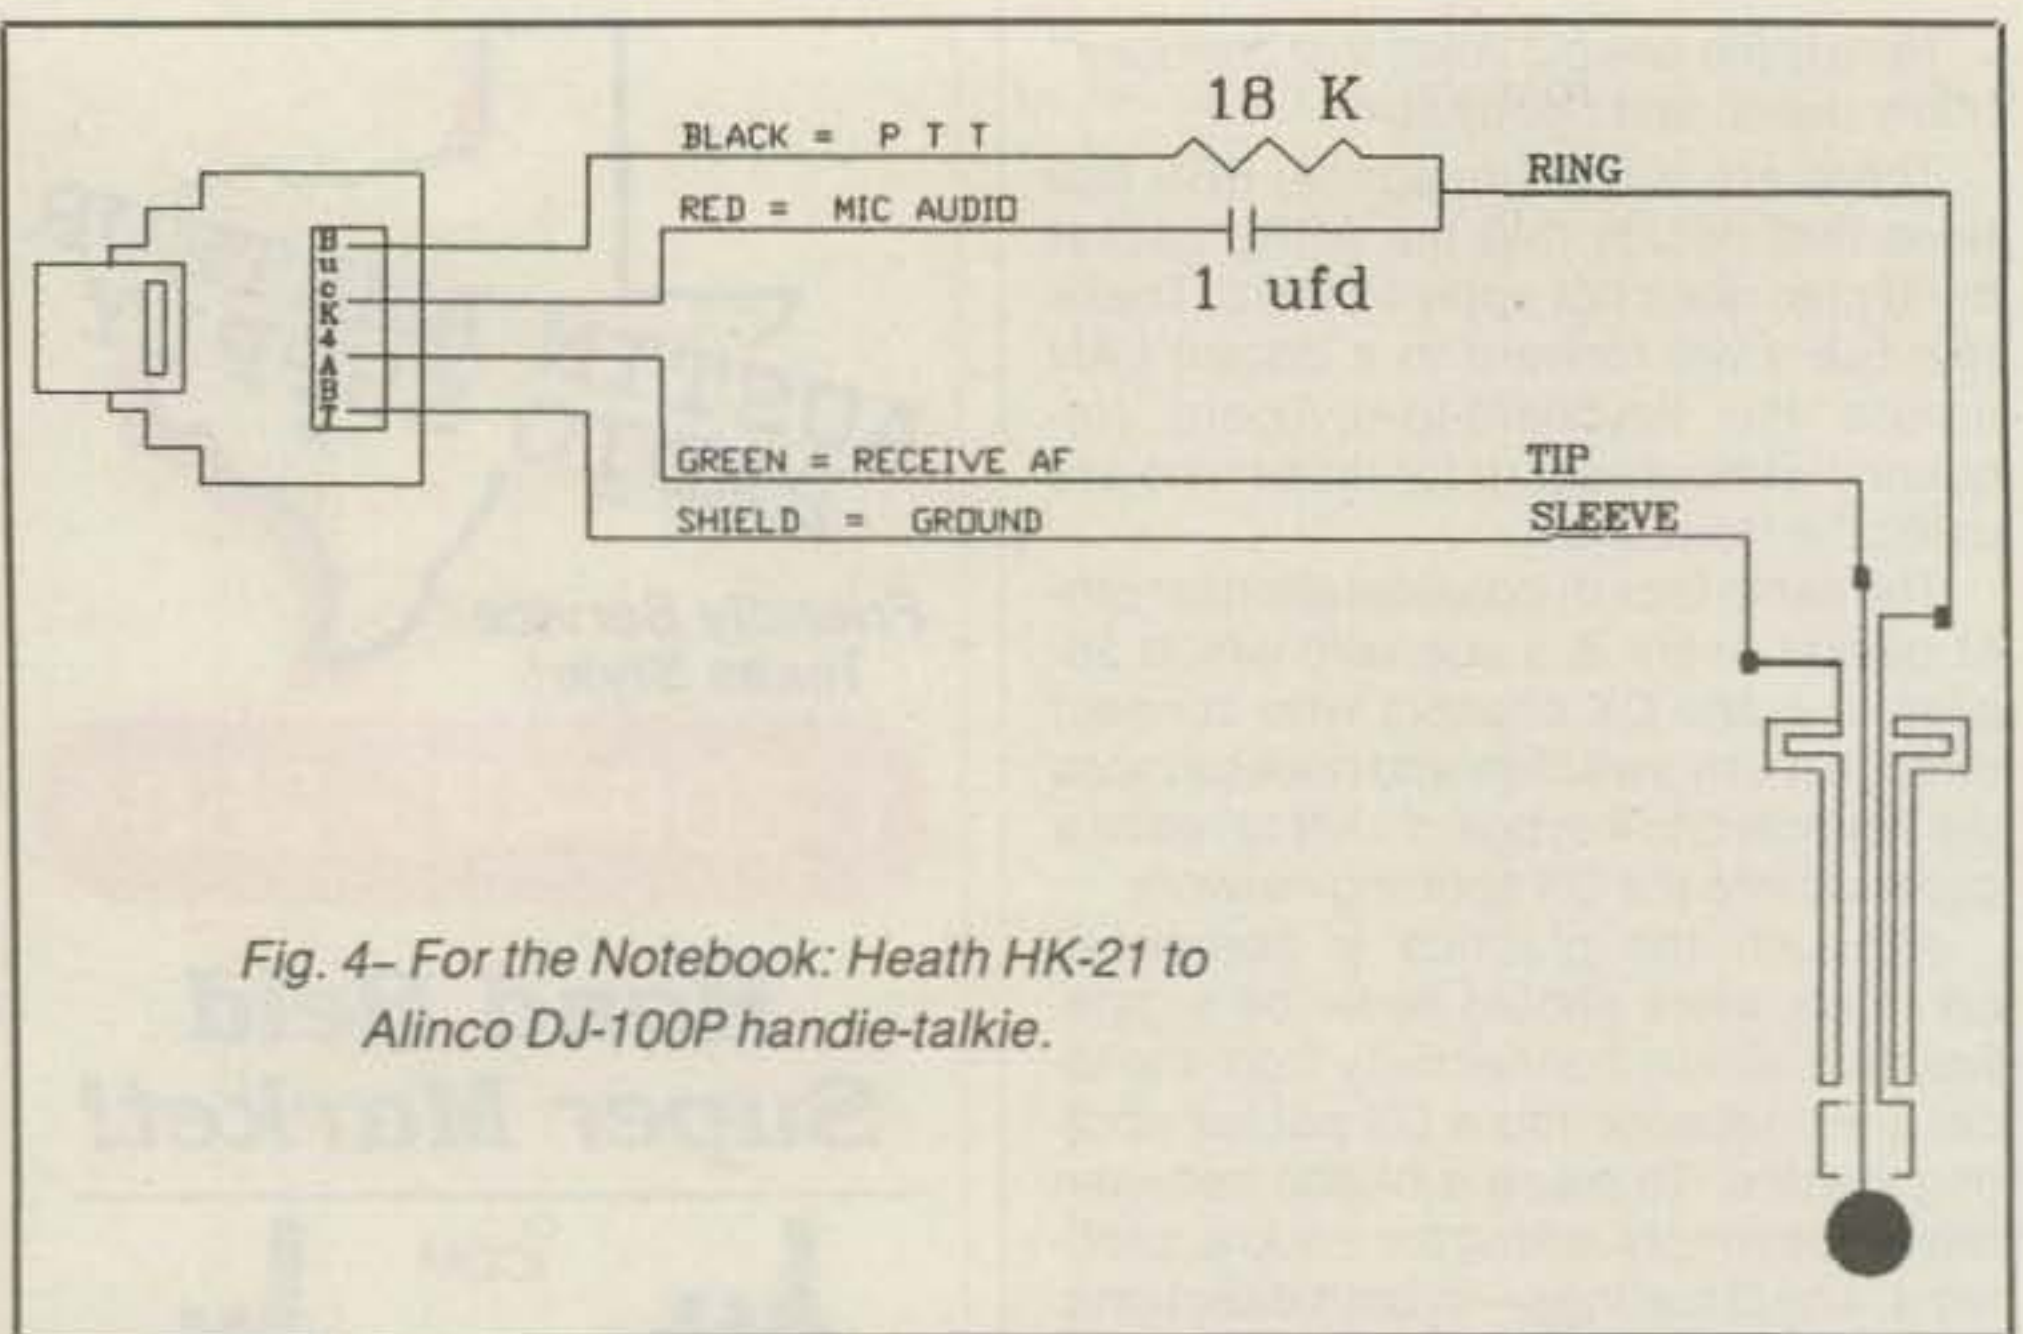 18 K
BLACK = P T T
RING
RED = MIC AUDIO
BucK4ABT
1 ufd
GREEN = RECEIVE AF
TIP
SHIELD = GROUND
SLEEVE
Fig. 4– For the Notebook: Heath HK-21 to
Alinco DJ-100P handie-talkie.